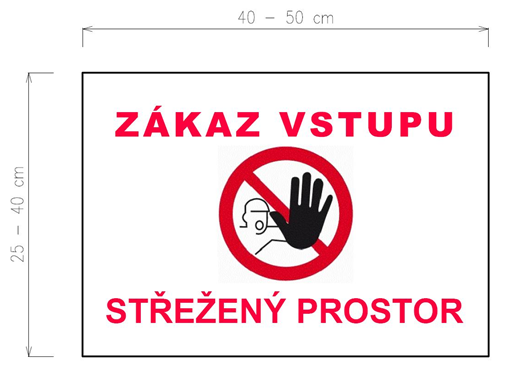 40 – 50 cm
25 – 40 cm
ZÁKAZ VSTUPU
STŘEŽENÝ PROSTOR